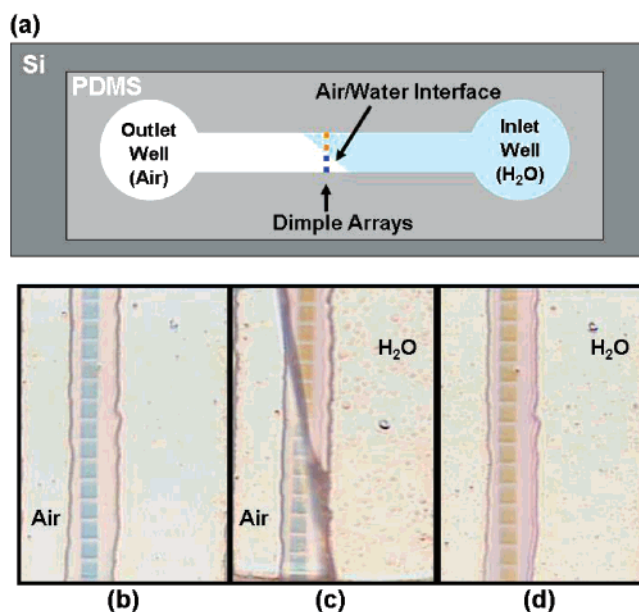 (a)
Si
PDMS
Air/Water Interface
Outlet
Well
(Air)
Inlet
Well
(H₂O)
Dimple Arrays
Air
H₂O
Air
H₂O
(b)
(c)
(d)